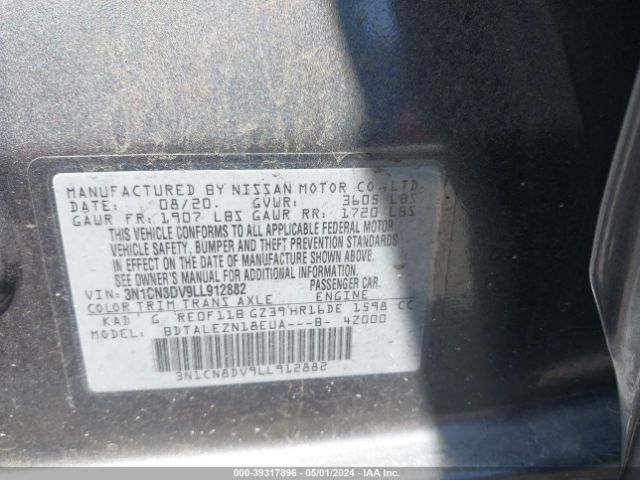 MANUFACTURED BY NISSAN MOTOR CO.,LTD.
DATE: 08/20. GVWR: 3605 LBS
GAWR FR: 1907 LBS GAWR RR: 1720 LBS
THIS VEHICLE CONFORMS TO ALL APPLICABLE FEDERAL MOTOR
VEHICLE SAFETY, BUMPER AND THEFT PREVENTION STANDARDS
IN EFFECT ON THE DATE OF MANUFACTURE SHOWN ABOVE.
SEE OWNER'S MANUAL FOR ADDITIONAL INFORMATION.
VIN: 3N1CN8DV9LL912882 PASSENGER CAR.
COLOR TRIM TRANS AXLE ENGINE
KAD G RE0F11B GZ39 HR16DE 1598 CC
MODEL: BDTALEZN18EUA---B- 4Z000
3N1CN8DV9LL912882
000-39317896 - 05/01/2024 - IAA Inc.